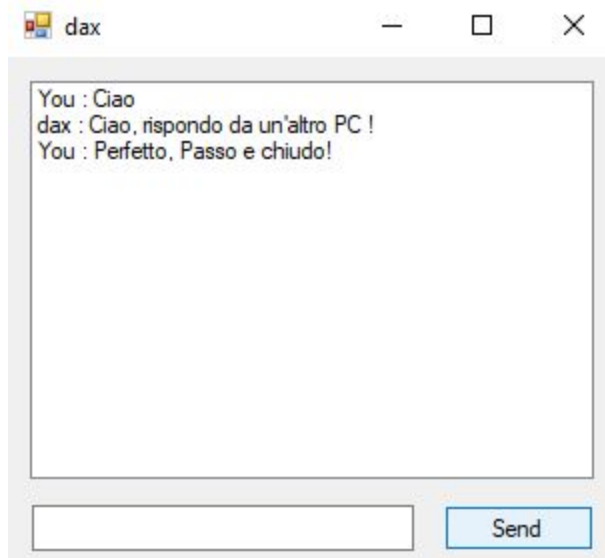 dax
You : Ciao
dax : Ciao, rispondo da un'altro PC !
You : Perfetto, Passo e chiudo!
Send